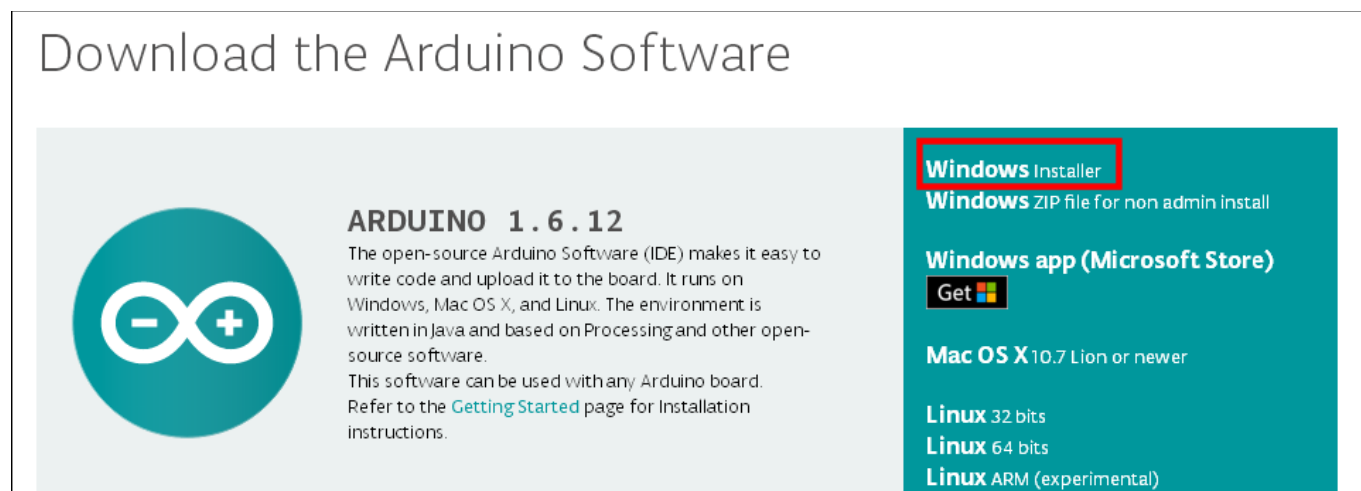 Download the Arduino Software
ARDUINO 1.6.12
The open-source Arduino Software (IDE) makes it easy to
write code and upload it to the board. It runs on
Windows, Mac OS X, and Linux. The environment is
written in Java and based on Processing and other open-
source software.
This software can be used with any Arduino board.
Refer to the Getting Started page for Installation
instructions.
Windows Installer
Windows ZIP file for non admin install
Windows app (Microsoft Store)
Get
Mac OS X 10.7 Lion or newer
Linux 32 bits
Linux 64 bits
Linux ARM (experimental)